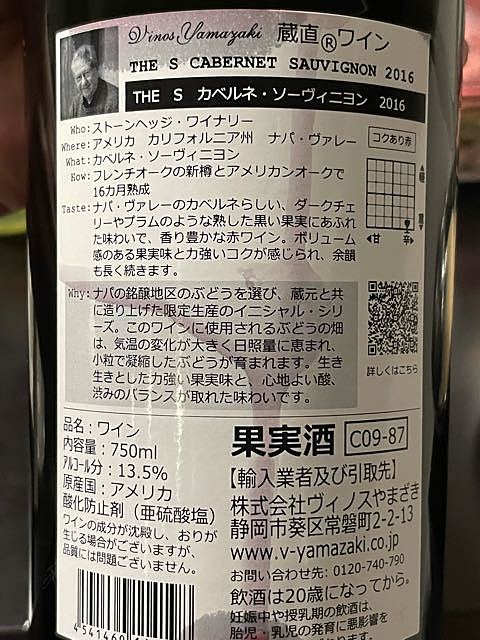 Vinos Yamazaki 蔵直®ワイン
THE S CABERNET SAUVIGNON 2016
THE S カベルネ・ソーヴィニヨン 2016
Who:ストーンヘッジ・ワイナリー
Where:アメリカ カリフォルニア州 ナパ・ヴァレー
What:カベルネ・ソーヴィニヨン
How:フレンチオークの新樽とアメリカンオークで
16カ月熟成
Taste:ナパ・ヴァレーのカベルネらしい、ダークチェ
リーやプラムのような熟した黒い果実にあふれ
た味わいで、香り豊かな赤ワイン。ボリューム
感のある果実味と力強いコクが感じられ、余韻
も長く続きます。
コクあり赤
軽
重
甘
辛
Why:ナパの銘醸地区のぶどうを選び、蔵元と共
に造り上げた限定生産のイニシャル・シリ
ーズ。このワインに使用されるぶどうの畑
は、気温の変化が大きく日照量に恵まれ、
小粒で凝縮したぶどうが育まれます。生き
生きとした力強い果実味と、心地よい酸、
渋みのバランスが取れた味わいです。
詳しくはこちら
品名:ワイン
内容量:750ml
アルコール分:13.5%
原産国:アメリカ
酸化防止剤(亜硫酸塩)
ワインの成分が沈殿し、おりが
生じる場合がございますが、
品質には問題ございません。
果実酒 C09-87
【輸入業者及び引取先】
株式会社ヴィノスやまざき
静岡市葵区常磐町2-2-13
www.v-yamazaki.co.jp
お問い合わせ先: 0120-740-790
飲酒は20歳になってから。
妊娠中や授乳期の飲酒は、
胎児・乳児の発育に悪影響を